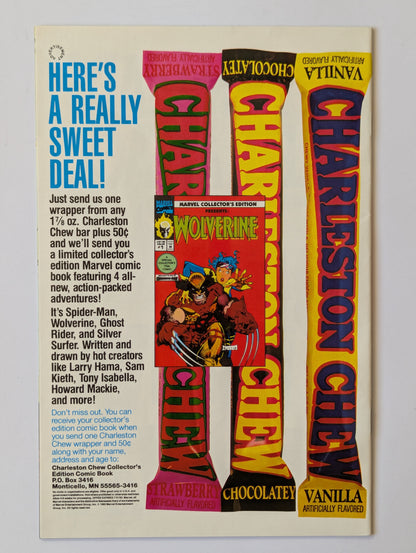 HERE'S
A REALLY
SWEET
DEAL!
Just send us one
wrapper from any
1⅞ oz. Charleston
Chew bar plus 50¢
and we'll send you
a limited collector's
edition Marvel comic
book featuring 4 all-
new, action-packed
adventures!
It's Spider-Man,
Wolverine, Ghost
Rider, and Silver
Surfer. Written and
drawn by hot creators
like Larry Hama, Sam
Kieth, Tony Isabella,
Howard Mackie,
and more!
Don't miss out. You can
receive your collector's
edition comic book when
you send one Charleston
Chew wrapper and 50¢
along with your name,
address and age to:
Charleston Chew Collector's
Edition Comic Book
P.O. Box 3416
Monticello, MN 55565-3416
STRAWBERRY
ARTIFICIALLY FLAVORED
CHARLESTON CHEW
STRAWBERRY
ARTIFICIALLY FLAVORED
CHOCOLATEY
CHARLESTON CHEW
CHOCOLATEY
VANILLA
ARTIFICIALLY FLAVORED
CHARLESTON CHEW
VANILLA
ARTIFICIALLY FLAVORED
MARVEL COLLECTOR'S EDITION
PRESENTS:
WOLVERINE
MARVEL
COMICS
#1